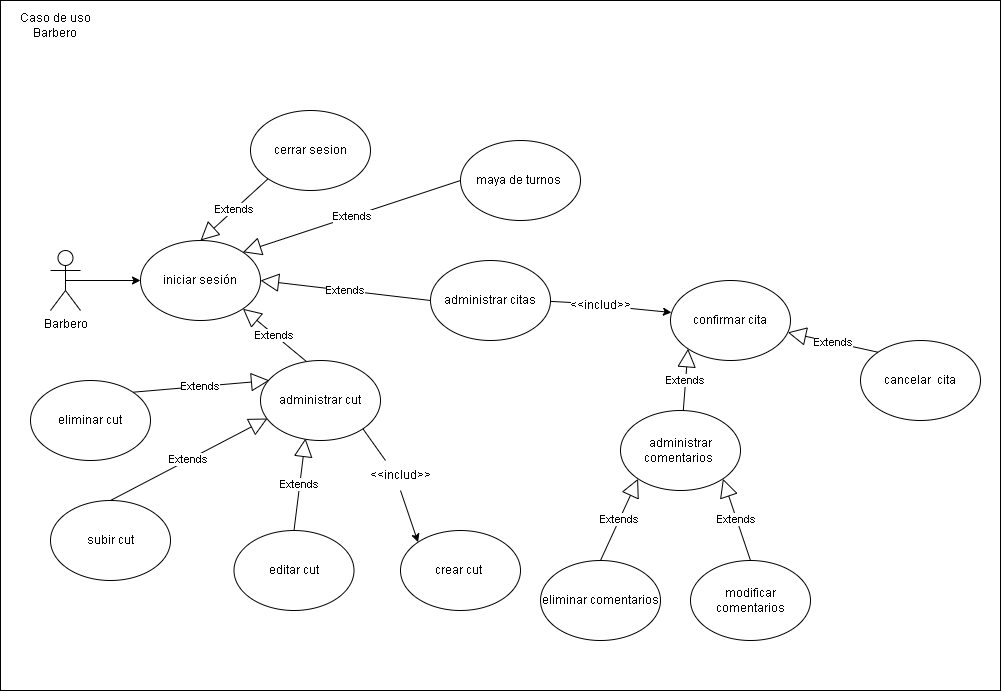 Caso de uso
Barbero
cerrar sesion
maya de turnos
Extends
Extends
iniciar sesión
Extends
administrar citas
<<includ>>
confirmar cita
Barbero
Extends
Extends
cancelar  cita
Extends
Extends
administrar cut
eliminar cut
administrar
comentarios
Extends
<<includ>>
Extends
Extends
Extends
subir cut
editar cut
crear cut
eliminar comentarios
modificar
comentarios